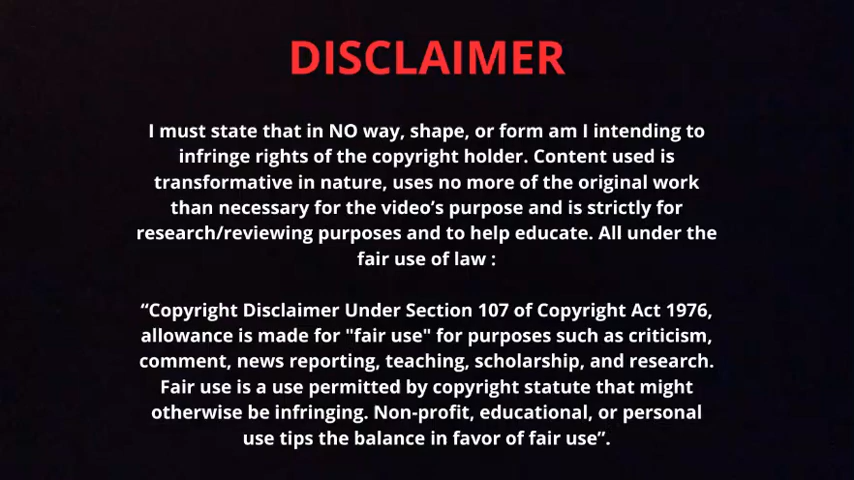 DISCLAIMER
I must state that in NO way, shape, or form am I intending to
infringe rights of the copyright holder. Content used is
transformative in nature, uses no more of the original work
than necessary for the video’s purpose and is strictly for
research/reviewing purposes and to help educate. All under the
fair use of law :
“Copyright Disclaimer Under Section 107 of Copyright Act 1976,
allowance is made for "fair use" for purposes such as criticism,
comment, news reporting, teaching, scholarship, and research.
Fair use is a use permitted by copyright statute that might
otherwise be infringing. Non-profit, educational, or personal
use tips the balance in favor of fair use”.